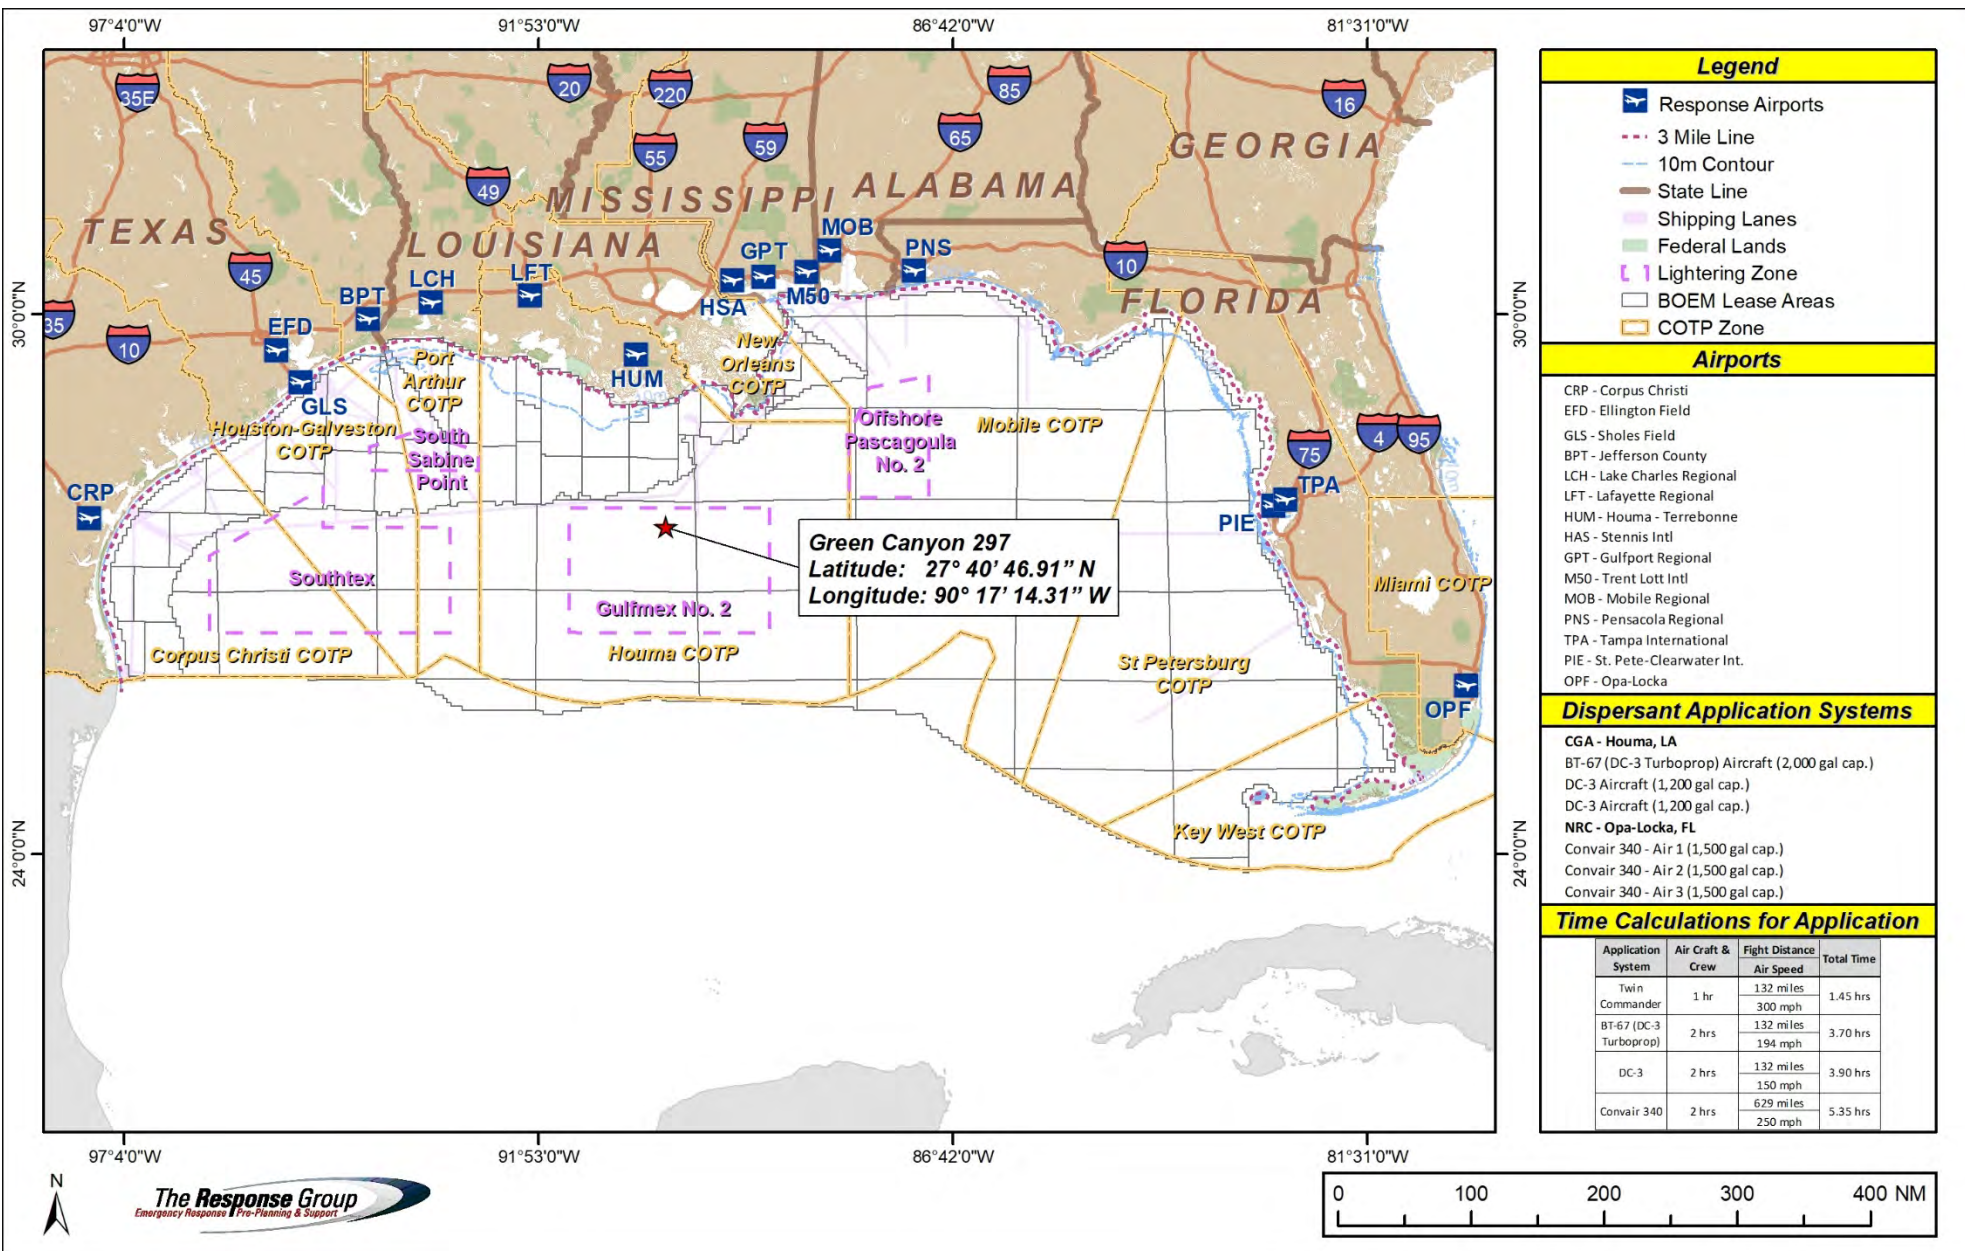 97°4'0"W
91°53'0"W
86°42'0"W
81°31'0"W
30°0'0"N
24°0'0"N
30°0'0"N
24°0'0"N
35E
20
220
85
16
65
59
55
49
45
10
35
10
75
4
95
GEORGIA
MISSISSIPPI
ALABAMA
TEXAS
LOUISIANA
FLORIDA
MOB
GPT
PNS
LFT
LCH
BPT
HSA
M50
EFD
HUM
GLS
CRP
TPA
PIE
OPF
New
Orleans
COTP
Port
Arthur
COTP
Houston-Galveston
COTP
South
Sabine
Point
Offshore
Pascagoula
No. 2
Mobile COTP
Southtex
Gulfmex No. 2
Miami COTP
Corpus Christi COTP
Houma COTP
St Petersburg
COTP
Key West COTP
10m
10m
Green Canyon 297
Latitude: 27° 40' 46.91" N
Longitude: 90° 17' 14.31" W
97°4'0"W
91°53'0"W
86°42'0"W
81°31'0"W
Legend
Response Airports
3 Mile Line
10m Contour
State Line
Shipping Lanes
Federal Lands
Lightering Zone
BOEM Lease Areas
COTP Zone
Airports
CRP - Corpus Christi
EFD - Ellington Field
GLS - Sholes Field
BPT - Jefferson County
LCH - Lake Charles Regional
LFT - Lafayette Regional
HUM - Houma - Terrebonne
HAS - Stennis Intl
GPT - Gulfport Regional
M50 - Trent Lott Intl
MOB - Mobile Regional
PNS - Pensacola Regional
TPA - Tampa International
PIE - St. Pete-Clearwater Int.
OPF - Opa-Locka
Dispersant Application Systems
CGA - Houma, LA
BT-67 (DC-3 Turboprop) Aircraft (2,000 gal cap.)
DC-3 Aircraft (1,200 gal cap.)
DC-3 Aircraft (1,200 gal cap.)
NRC - Opa-Locka, FL
Convair 340 - Air 1 (1,500 gal cap.)
Convair 340 - Air 2 (1,500 gal cap.)
Convair 340 - Air 3 (1,500 gal cap.)
Time Calculations for Application
Application System Air Craft & Crew Fight Distance Air Speed Total Time
Twin Commander 1 hr 132 miles 300 mph 1.45 hrs
BT-67 (DC-3 Turboprop) 2 hrs 132 miles 194 mph 3.70 hrs
DC-3 2 hrs 132 miles 150 mph 3.90 hrs
Convair 340 2 hrs 629 miles 250 mph 5.35 hrs
N
The Response Group
Emergency Response Pre-Planning & Support
0 100 200 300 400 NM